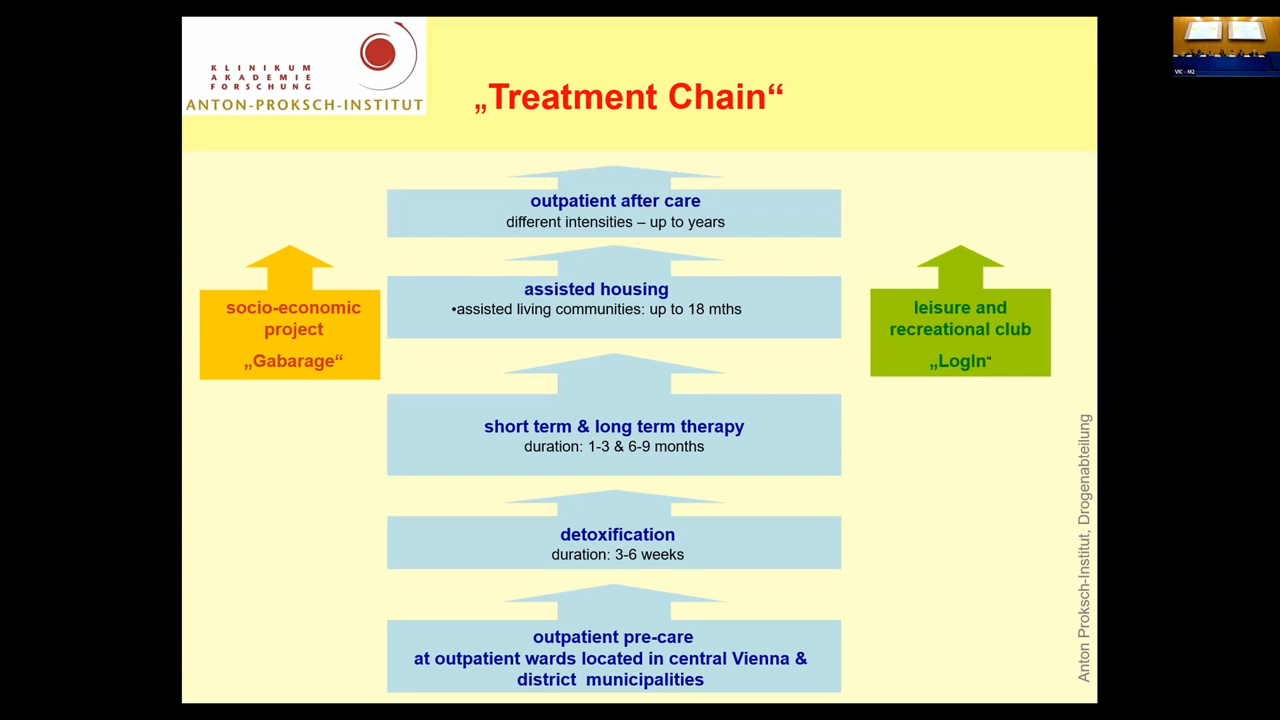 KLINIKUM
AKADEMIE
FORSCHUNG
ANTON-PROKSCH-INSTITUT
„Treatment Chain“
outpatient after care
different intensities – up to years
assisted housing
•assisted living communities: up to 18 mths
socio-economic
project
„Gabarage“
leisure and
recreational club
„LogIn“
short term & long term therapy
duration: 1-3 & 6-9 months
detoxification
duration: 3-6 weeks
outpatient pre-care
at outpatient wards located in central Vienna &
district municipalities
Anton Proksch-Institut, Drogenabteilung
VIC - M2